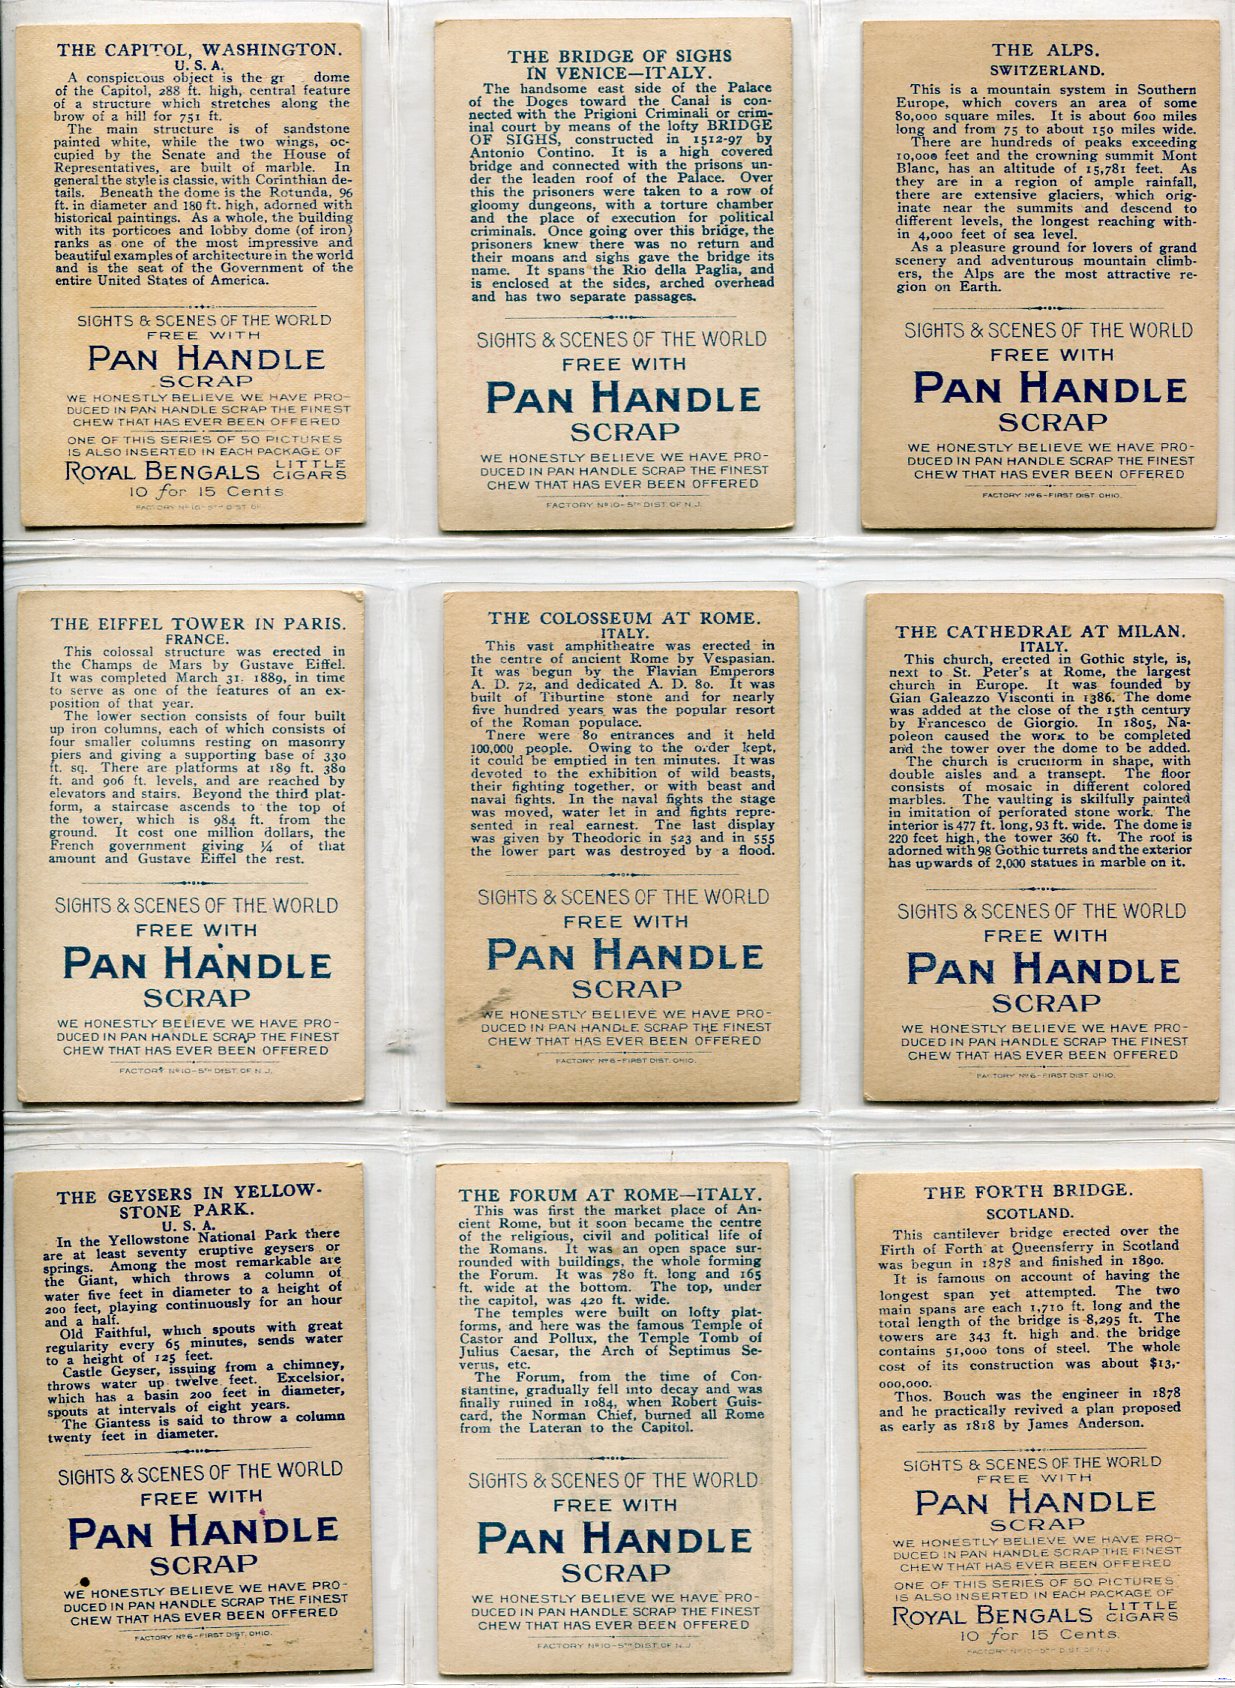 THE CAPITOL, WASHINGTON.
U. S. A.
A conspicuous object is the gr dome
of the Capitol, 288 ft. high, central feature
of a structure which stretches along the
brow of a hill for 751 ft.
The main structure is of sandstone
painted white, while the two wings, oc-
cupied by the Senate and the House of
Representatives, are built of marble. In
general the style is classic, with Corinthian de-
tails. Beneath the dome is the Rotunda, 96
ft. in diameter and 180 ft. high, adorned with
historical paintings. As a whole, the building
with its porticoes and lobby dome (of iron)
ranks as one of the most impressive and
beautiful examples of architecture in the world
and is the seat of the Government of the
entire United States of America.
SIGHTS & SCENES OF THE WORLD
FREE WITH
PAN HANDLE
SCRAP
WE HONESTLY BELIEVE WE HAVE PRO-
DUCED IN PAN HANDLE SCRAP THE FINEST
CHEW THAT HAS EVER BEEN OFFERED
ONE OF THIS SERIES OF 50 PICTURES
IS ALSO INSERTED IN EACH PACKAGE OF
ROYAL BENGALS LITTLE CIGARS
10 for 15 Cents
FACTORY Nº 10-5TH DIST. OF
THE BRIDGE OF SIGHS
IN VENICE—ITALY.
The handsome east side of the Palace
of the Doges toward the Canal is con-
nected with the Prigioni Criminali or crim-
inal court by means of the lofty BRIDGE
OF SIGHS, constructed in 1512-97 by
Antonio Contino. It is a high covered
bridge and connected with the prisons un-
der the leaden roof of the Palace. Over
this the prisoners were taken to a row of
gloomy dungeons, with a torture chamber
and the place of execution for political
criminals. Once going over this bridge, the
prisoners knew there was no return and
their moans and sighs gave the bridge its
name. It spans the Rio della Paglia, and
is enclosed at the sides, arched overhead
and has two separate passages.
SIGHTS & SCENES OF THE WORLD
FREE WITH
PAN HANDLE
SCRAP
WE HONESTLY BELIEVE WE HAVE PRO-
DUCED IN PAN HANDLE SCRAP THE FINEST
CHEW THAT HAS EVER BEEN OFFERED
FACTORY Nº 10-5TH DIST. OF N.J.
THE ALPS.
SWITZERLAND.
This is a mountain system in Southern
Europe, which covers an area of some
80,000 square miles. It is about 600 miles
long and from 75 to about 150 miles wide.
There are hundreds of peaks exceeding
10,000 feet and the crowning summit Mont
Blanc, has an altitude of 15,781 feet. As
they are in a region of ample rainfall,
there are extensive glaciers, which orig-
inate near the summits and descend to
different levels, the longest reaching with-
in 4,000 feet of sea level.
As a pleasure ground for lovers of grand
scenery and adventurous mountain climb-
ers, the Alps are the most attractive re-
gion on Earth.
SIGHTS & SCENES OF THE WORLD
FREE WITH
PAN HANDLE
SCRAP
WE HONESTLY BELIEVE WE HAVE PRO-
DUCED IN PAN HANDLE SCRAP THE FINEST
CHEW THAT HAS EVER BEEN OFFERED
FACTORY Nº 6-FIRST DIST. OHIO.
THE EIFFEL TOWER IN PARIS.
FRANCE.
This colossal structure was erected in
the Champs de Mars by Gustave Eiffel.
It was completed March 31, 1889, in time
to serve as one of the features of an ex-
position of that year.
The lower section consists of four built
up iron columns, each of which consists of
four smaller columns resting on masonry
piers and giving a supporting base of 330
ft. sq. There are platforms at 189 ft. 380
ft. and 906 ft. levels, and are reached by
elevators and stairs. Beyond the third plat-
form, a staircase ascends to the top of
the tower, which is 984 ft. from the
ground. It cost one million dollars, the
French government giving ¼ of that
amount and Gustave Eiffel the rest.
SIGHTS & SCENES OF THE WORLD
FREE WITH
PAN HANDLE
SCRAP
WE HONESTLY BELIEVE WE HAVE PRO-
DUCED IN PAN HANDLE SCRAP THE FINEST
CHEW THAT HAS EVER BEEN OFFERED
FACTORY Nº 10-5TH DIST. OF N.J.
THE COLOSSEUM AT ROME.
ITALY.
This vast amphitheatre was erected in
the centre of ancient Rome by Vespasian.
It was begun by the Flavian Emperors
A. D. 72, and dedicated A. D. 80. It was
built of Tiburtine stone and for nearly
five hundred years was the popular resort
of the Roman populace.
There were 80 entrances and it held
100,000 people. Owing to the order kept,
it could be emptied in ten minutes. It was
devoted to the exhibition of wild beasts,
their fighting together, or with beast and
naval fights. In the naval fights the stage
was moved, water let in and fights repre-
sented in real earnest. The last display
was given by Theodoric in 523 and in 555
the lower part was destroyed by a flood.
SIGHTS & SCENES OF THE WORLD
FREE WITH
PAN HANDLE
SCRAP
WE HONESTLY BELIEVE WE HAVE PRO-
DUCED IN PAN HANDLE SCRAP THE FINEST
CHEW THAT HAS EVER BEEN OFFERED
FACTORY Nº 6-FIRST DIST. OHIO.
THE CATHEDRAL AT MILAN.
ITALY.
This church, erected in Gothic style, is,
next to St. Peter's at Rome, the largest
church in Europe. It was founded by
Gian Galeazzo Visconti in 1386. The dome
was added at the close of the 15th century
by Francesco de Giorgio. In 1805, Na-
poleon caused the work to be completed
and the tower over the dome to be added.
The church is cruciform in shape, with
double aisles and a transept. The floor
consists of mosaic in different colored
marbles. The vaulting is skilfully painted
in imitation of perforated stone work. The
interior is 477 ft. long, 93 ft. wide. The dome is
220 feet high, the tower 360 ft. The roof is
adorned with 98 Gothic turrets and the exterior
has upwards of 2,000 statues in marble on it.
SIGHTS & SCENES OF THE WORLD
FREE WITH
PAN HANDLE
SCRAP
WE HONESTLY BELIEVE WE HAVE PRO-
DUCED IN PAN HANDLE SCRAP THE FINEST
CHEW THAT HAS EVER BEEN OFFERED
FACTORY Nº 6-FIRST DIST. OHIO.
THE GEYSERS IN YELLOW-
STONE PARK.
U. S. A.
In the Yellowstone National Park there
are at least seventy eruptive geysers or
springs. Among the most remarkable are
the Giant, which throws a column of
water five feet in diameter to a height of
200 feet, playing continuously for an hour
and a half.
Old Faithful, which spouts with great
regularity every 65 minutes, sends water
to a height of 125 feet.
Castle Geyser, issuing from a chimney,
throws water up twelve feet. Excelsior,
which has a basin 200 feet in diameter,
spouts at intervals of eight years.
The Giantess is said to throw a column
twenty feet in diameter.
SIGHTS & SCENES OF THE WORLD
FREE WITH
PAN HANDLE
SCRAP
WE HONESTLY BELIEVE WE HAVE PRO-
DUCED IN PAN HANDLE SCRAP THE FINEST
CHEW THAT HAS EVER BEEN OFFERED
FACTORY Nº 6-FIRST DIST. OHIO.
THE FORUM AT ROME—ITALY.
This was first the market place of An-
cient Rome, but it soon became the centre
of the religious, civil and political life of
the Romans. It was an open space sur-
rounded with buildings, the whole forming
the Forum. It was 780 ft. long and 165
ft. wide at the bottom. The top, under
the capitol, was 420 ft. wide.
The temples were built on lofty plat-
forms, and here was the famous Temple of
Castor and Pollux, the Temple Tomb of
Julius Caesar, the Arch of Septimus Se-
verus, etc.
The Forum, from the time of Con-
stantine, gradually fell into decay and was
finally ruined in 1084, when Robert Guis-
card, the Norman Chief, burned all Rome
from the Lateran to the Capitol.
SIGHTS & SCENES OF THE WORLD
FREE WITH
PAN HANDLE
SCRAP
WE HONESTLY BELIEVE WE HAVE PRO-
DUCED IN PAN HANDLE SCRAP THE FINEST
CHEW THAT HAS EVER BEEN OFFERED
FACTORY Nº 10-5TH DIST. OF N.J.
THE FORTH BRIDGE.
SCOTLAND.
This cantilever bridge erected over the
Firth of Forth at Queensferry in Scotland
was begun in 1878 and finished in 1890.
It is famous on account of having the
longest span yet attempted. The two
main spans are each 1,710 ft. long and the
total length of the bridge is 8,295 ft. The
towers are 343 ft. high and the bridge
contains 51,000 tons of steel. The whole
cost of its construction was about $13,-
000,000.
Thos. Bouch was the engineer in 1878
and he practically revived a plan proposed
as early as 1818 by James Anderson.
SIGHTS & SCENES OF THE WORLD
FREE WITH
PAN HANDLE
SCRAP
WE HONESTLY BELIEVE WE HAVE PRO-
DUCED IN PAN HANDLE SCRAP THE FINEST
CHEW THAT HAS EVER BEEN OFFERED
ONE OF THIS SERIES OF 50 PICTURES
IS ALSO INSERTED IN EACH PACKAGE OF
ROYAL BENGALS LITTLE CIGARS
10 for 15 Cents.
FACTORY Nº 10-5TH DIST. OF N.J.